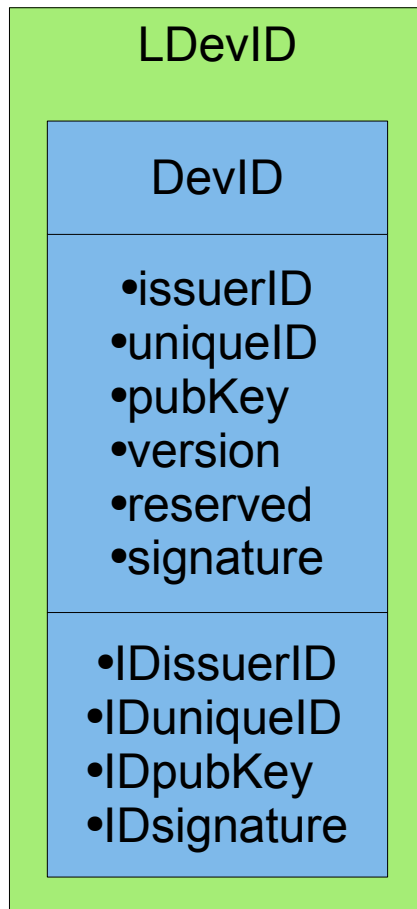 LDevID
DevID
•issuerID
•uniqueID
•pubKey
•version
•reserved
•signature
•IDissuerID
•IDuniqueID
•IDpubKey
•IDsignature